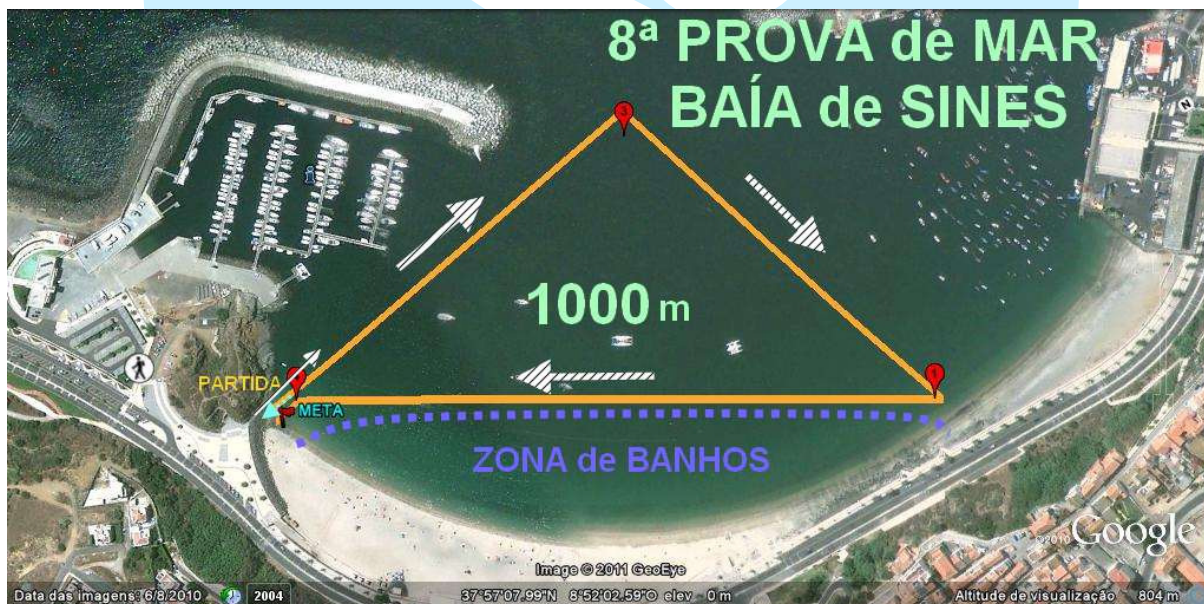 8ª PROVA de MAR
BAÍA de SINES
3
N
1000 m
PARTIDA
META
ZONA de BANHOS
©2010 Google
Image © 2011 GeoEye
Data das imagens: 6/8/2010
2004
37°57'07.99"N 8°52'02.59"O elev 0 m
Altitude de visualização 804 m